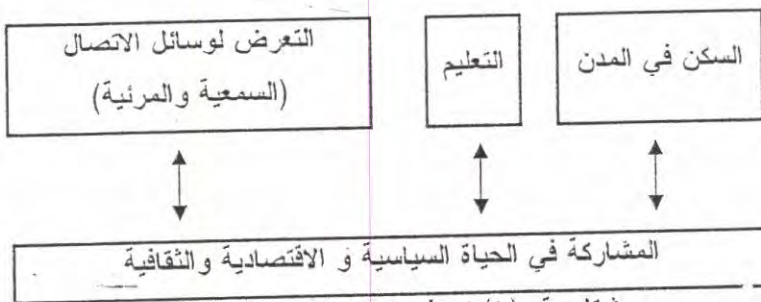 السكن في المدن
التعليم
التعرض لوسائل الاتصال
(السمعية والمرئية)
المشاركة في الحياة السياسية و الاقتصادية والثقافية